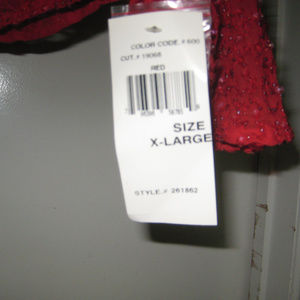 COLOR CODE.# 600
CUT.# 19068
RED
SIZE
X-LARGE
STYLE.# 261862